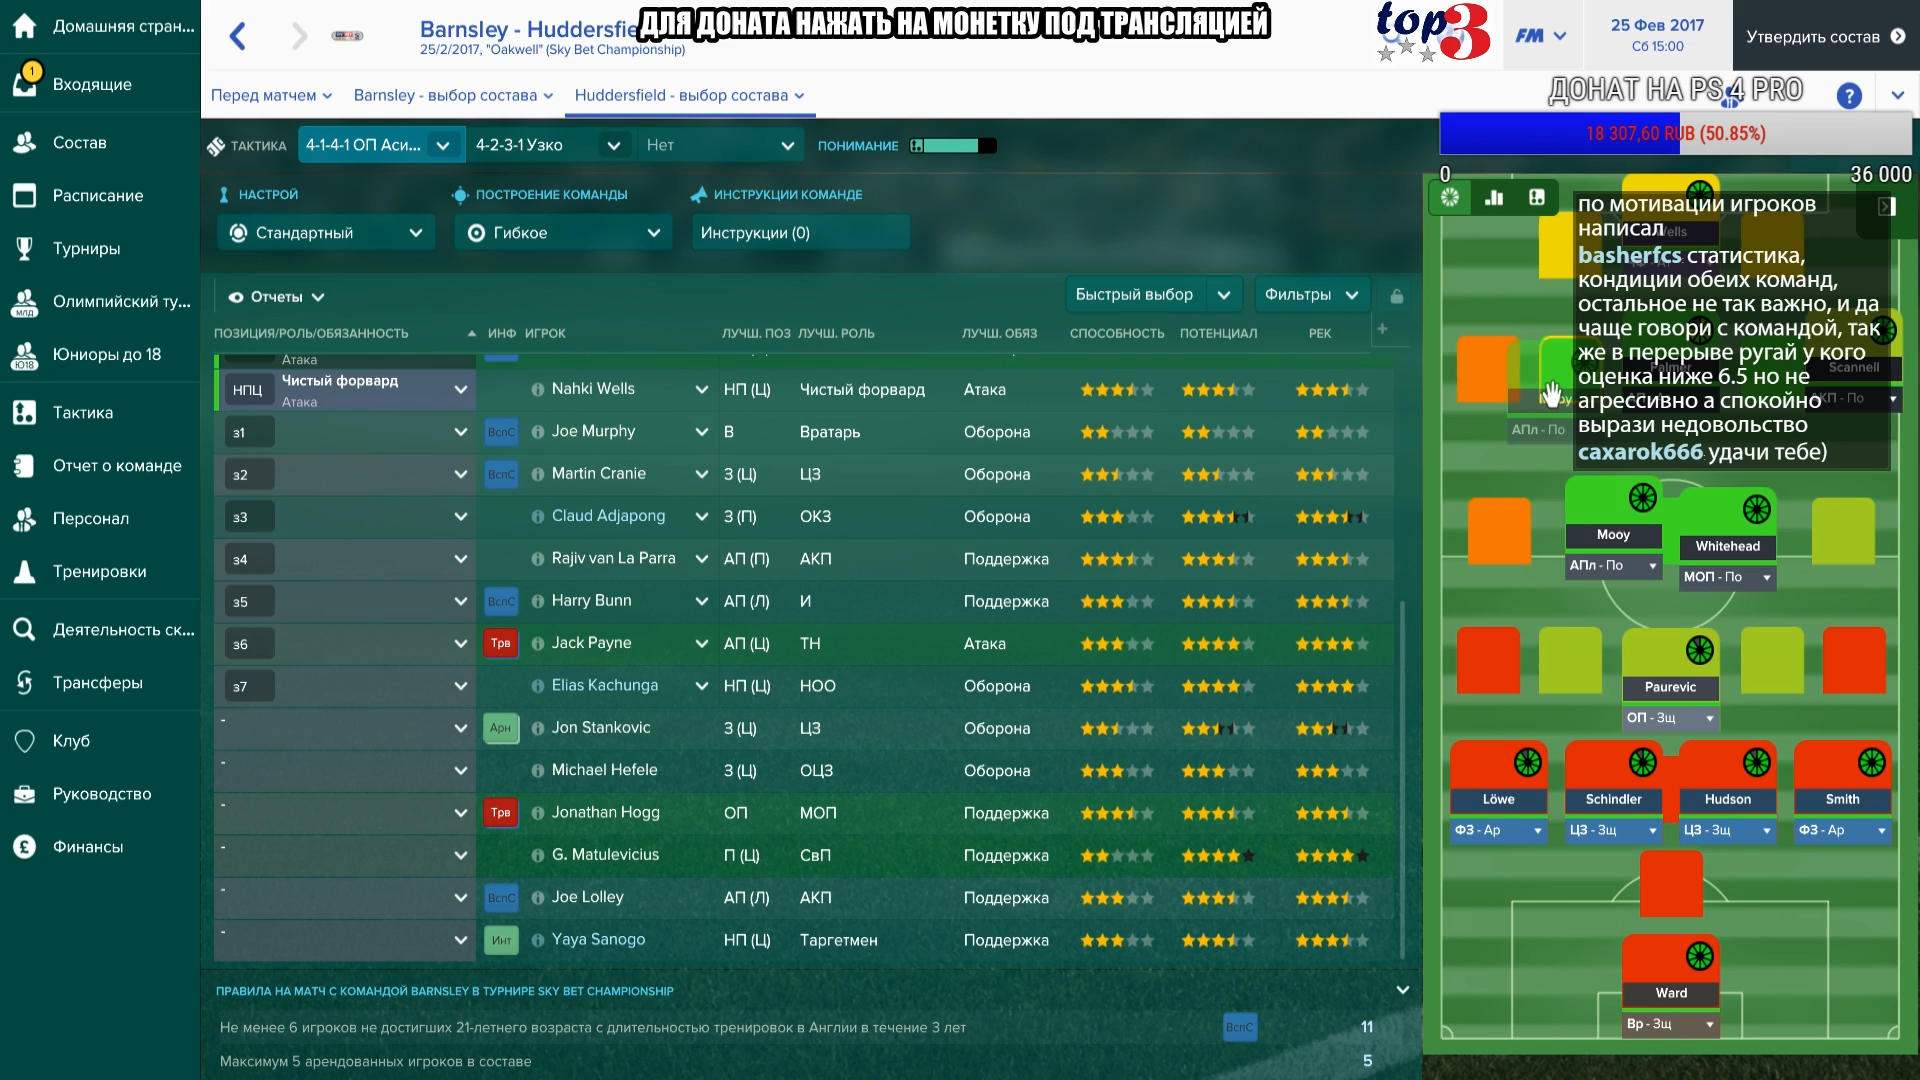 Домашняя стран...
1
Входящие
Состав
Расписание
Турниры
Олимпийский ту...
Юниоры до 18
Тактика
Отчет о команде
Персонал
Тренировки
Деятельность ск...
Трансферы
Клуб
Руководство
Финансы
Barnsley - Huddersfie
25/2/2017, "Oakwell" (Sky Bet Championship)
ДЛЯ ДОНАТА НАЖАТЬ НА МОНЕТКУ ПОД ТРАНСЛЯЦИЕЙ
top3
FM
25 Фев 2017
Сб 15:00
Утвердить состав
Перед матчем
Barnsley - выбор состава
Huddersfield - выбор состава
ДОНАТ НА PS 4 PRO
?
18 307,60 RUB (50.85%)
0
36 000
ТАКТИКА
4-1-4-1 ОП Аси...
4-2-3-1 Узко
Нет
ПОНИМАНИЕ
НАСТРОЙ
ПОСТРОЕНИЕ КОМАНДЫ
ИНСТРУКЦИИ КОМАНДЕ
Стандартный
Гибкое
Инструкции (0)
Отчеты
Быстрый выбор
Фильтры
ПОЗИЦИЯ/РОЛЬ/ОБЯЗАННОСТЬ ИНФ ИГРОК ЛУЧШ. ПОЗ ЛУЧШ. РОЛЬ ЛУЧШ. ОБЯЗ СПОСОБНОСТЬ ПОТЕНЦИАЛ РЕК +
Атака
НПЦ Чистый форвард Атака Nahki Wells НП (Ц) Чистый форвард Атака
з1 ВспС Joe Murphy В Вратарь Оборона
з2 ВспС Martin Cranie З (Ц) ЦЗ Оборона
з3 Claud Adjapong З (П) ОКЗ Оборона
з4 Rajiv van La Parra АП (П) АКП Поддержка
з5 ВспС Harry Bunn АП (Л) И Поддержка
з6 Трв Jack Payne АП (Ц) ТН Атака
з7 Elias Kachunga НП (Ц) НОО Оборона
- Арн Jon Stankovic З (Ц) ЦЗ Оборона
- Michael Hefele З (Ц) ОЦЗ Оборона
- Трв Jonathan Hogg ОП МОП Поддержка
- G. Matulevicius П (Ц) СвП Поддержка
- ВспС Joe Lolley АП (Л) АКП Поддержка
- Инт Yaya Sanogo НП (Ц) Таргетмен Поддержка
ПРАВИЛА НА МАТЧ С КОМАНДОЙ BARNSLEY В ТУРНИРЕ SKY BET CHAMPIONSHIP
Не менее 6 игроков не достигших 21-летнего возраста с длительностью тренировок в Англии в течение 3 лет ВспС 11
Максимум 5 арендованных игроков в составе 5
по мотивации игроков
написал
basherfcs статистика,
кондиции обеих команд,
остальное не так важно, и да
чаще говори с командой, так
же в перерыве ругай у кого
оценка ниже 6.5 но не
агрессивно а спокойно
вырази недовольство
caxarok666 удачи тебе)
Wells
Palmer
Scannell
АКП - По
АПл - По
Mooy
АПл - По
Whitehead
МОП - По
Paurevic
ОП - Зщ
Löwe
ФЗ - Ар
Schindler
ЦЗ - Зщ
Hudson
ЦЗ - Зщ
Smith
ФЗ - Ар
Ward
Вр - Зщ